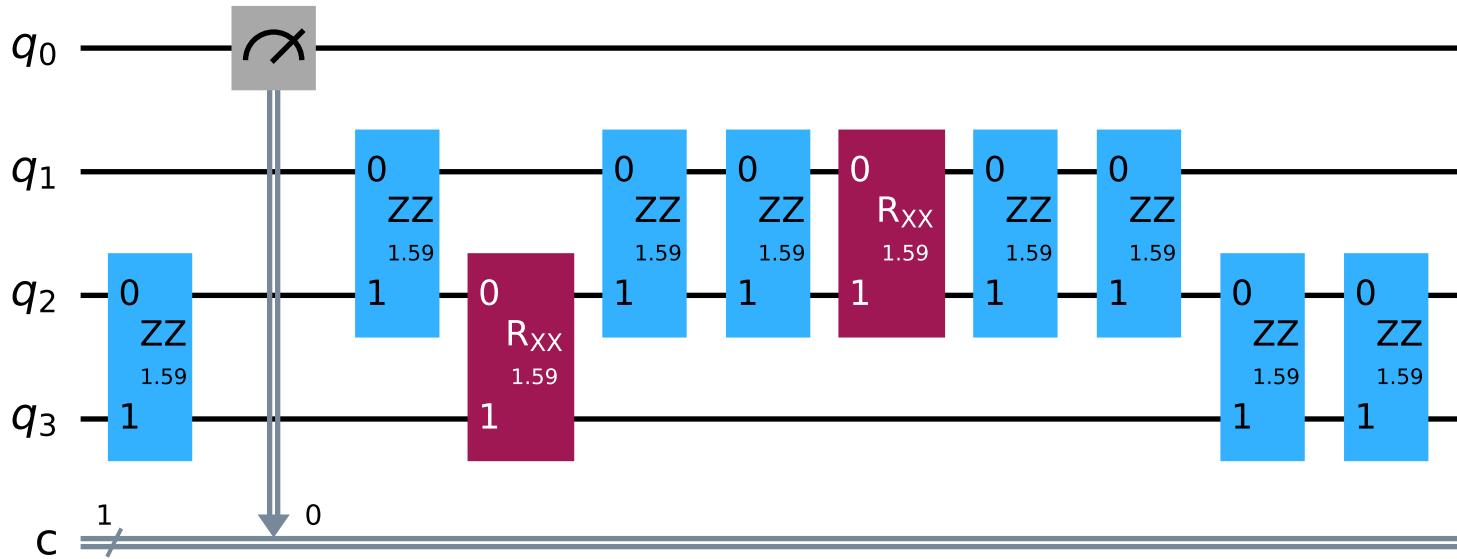 q0
0 0 0 0 0 0
q1
ZZ ZZ ZZ RXX ZZ ZZ
1.59 1.59 1.59 1.59 1.59 1.59
q2 0 1 0 1 1 1 1 1 0 0
ZZ RXX ZZ ZZ
1.59 1.59 1.59 1.59
q3 1 1 1 1
1 0
c